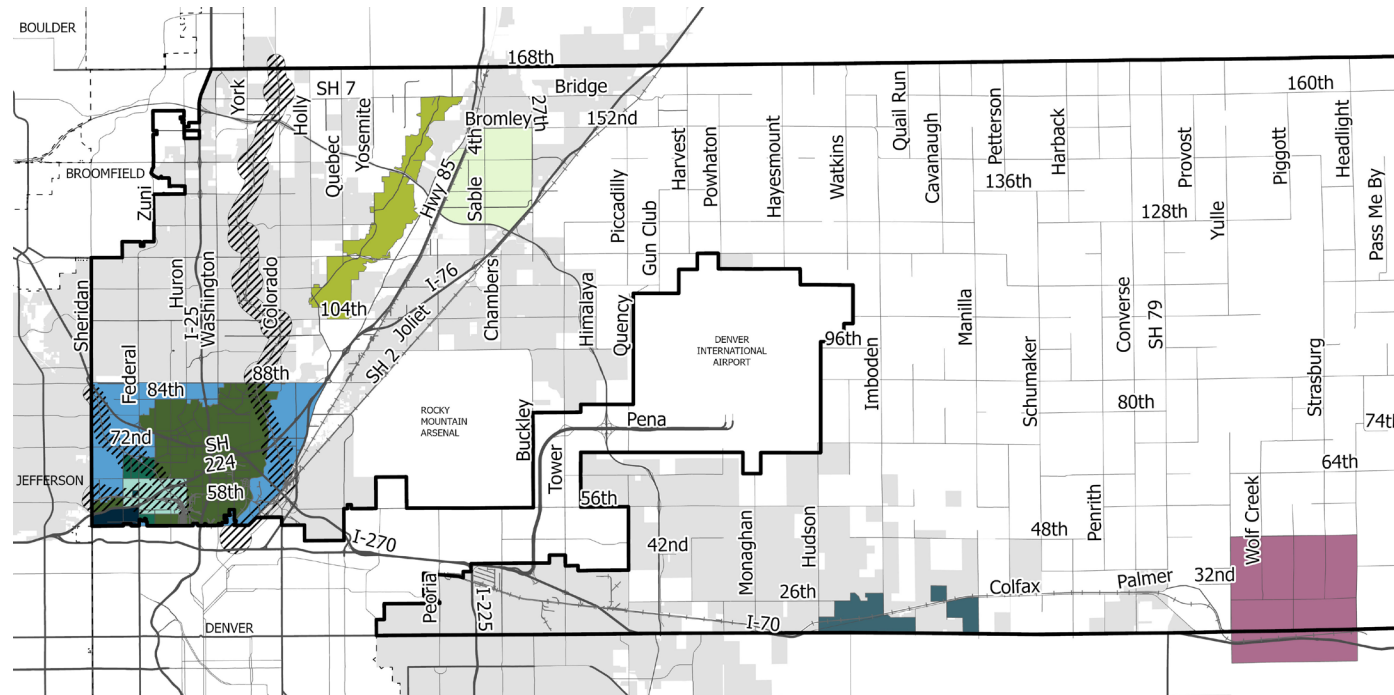 BOULDER
168th
SH 7
Bridge
160th
York
Holly
Quebec
Yosemite
Bromley
4th
27th
152nd
Harvest
Powhaton
Hayesmount
Watkins
Quail Run
Cavanaugh
Petterson
Harback
Provost
Piggott
Headlight
BROOMFIELD
Zuni
Hwy 85
Sable
Piccadilly
Gun Club
136th
128th
Yulle
Pass Me By
Sheridan
Huron
I-25
Washington
Colorado
104th
Joliet
I-76
SH 2
Chambers
Himalaya
Quency
DENVER
INTERNATIONAL
AIRPORT
96th
Imboden
Manilla
Schumaker
Converse
SH 79
Strasburg
Federal
84th
88th
72nd
SH
224
58th
ROCKY
MOUNTAIN
ARSENAL
Buckley
Pena
Tower
80th
74th
64th
JEFFERSON
56th
42nd
Monaghan
Hudson
48th
Penrith
Wolf Creek
I-270
26th
Colfax
Palmer
32nd
Peoria
I-225
I-70
DENVER